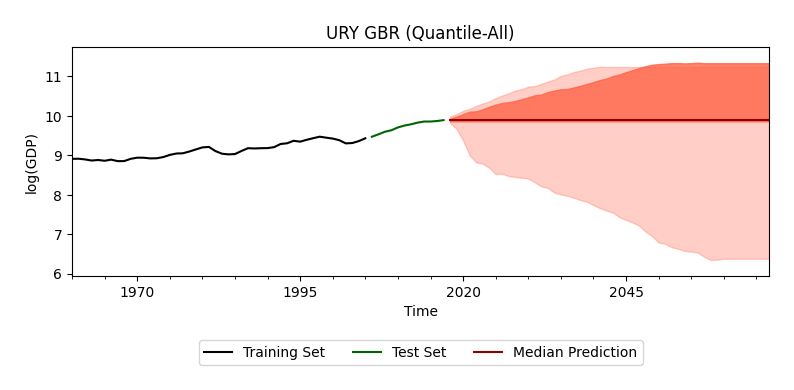 URY GBR (Quantile-All)
log(GDP)
11
10
9
8
7
6
1970 1995 2020 2045
Time
Training Set Test Set Median Prediction